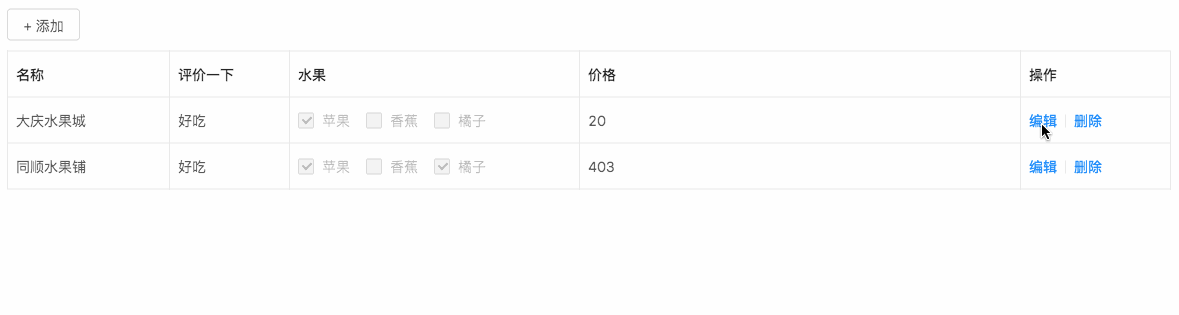 + 添加
名称 评价一下 水果 价格 操作
大庆水果城 好吃 苹果 香蕉 橘子 20 编辑 删除
同顺水果铺 好吃 苹果 香蕉 橘子 403 编辑 删除